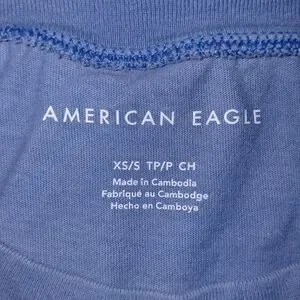 AMERICAN EAGLE
XS/S TP/P CH
Made in Cambodia
Fabriqué au Cambodge
Hecho en Camboya